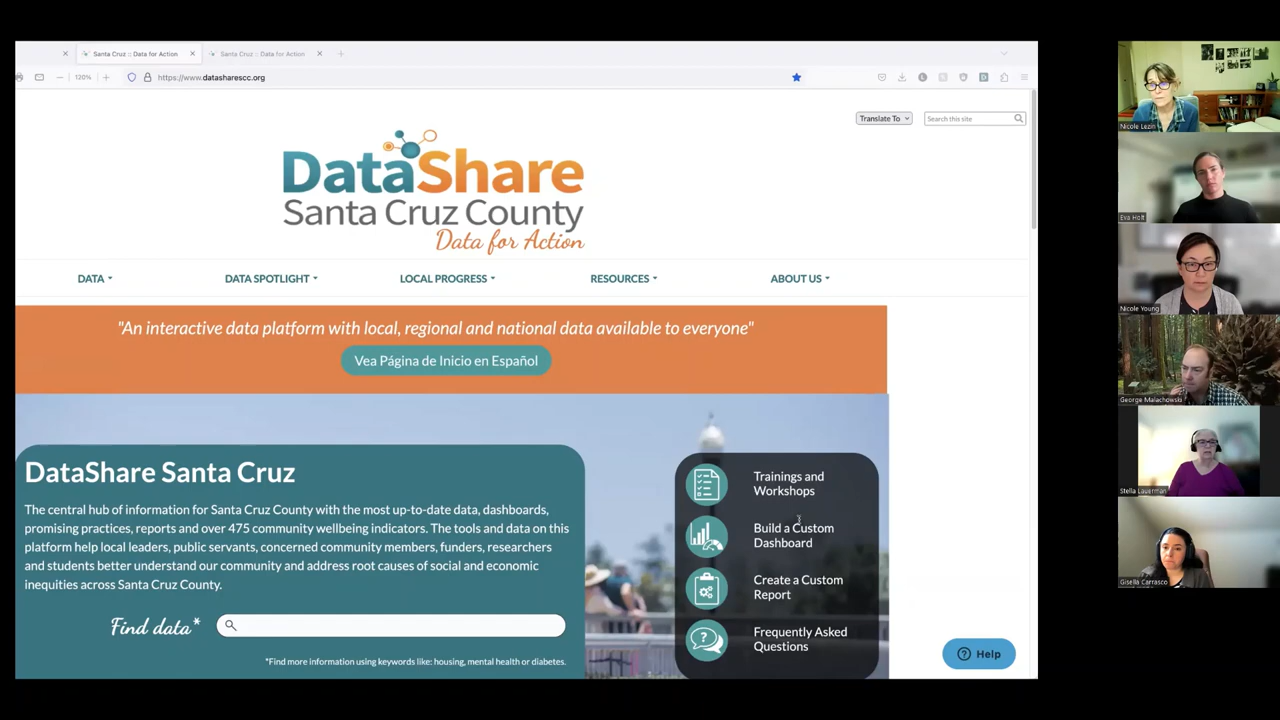 Santa Cruz :: Data for Action
Santa Cruz :: Data for Action
120%
https://www.datasharescc.org
Translate To
Search this site
DataShare
Santa Cruz County
Data for Action
DATA
DATA SPOTLIGHT
LOCAL PROGRESS
RESOURCES
ABOUT US
"An interactive data platform with local, regional and national data available to everyone"
Vea Página de Inicio en Español
DataShare Santa Cruz
The central hub of information for Santa Cruz County with the most up-to-date data, dashboards,
promising practices, reports and over 475 community wellbeing indicators. The tools and data on this
platform help local leaders, public servants, concerned community members, funders, researchers
and students better understand our community and address root causes of social and economic
inequities across Santa Cruz County.
Find data*
*Find more information using keywords like: housing, mental health or diabetes.
Trainings and
Workshops
Build a Custom
Dashboard
Create a Custom
Report
Frequently Asked
Questions
Help
Nicole Lezin
Eva Holt
Nicole Young
George Malachowski
Stella Lauerman
Gisella Carrasco